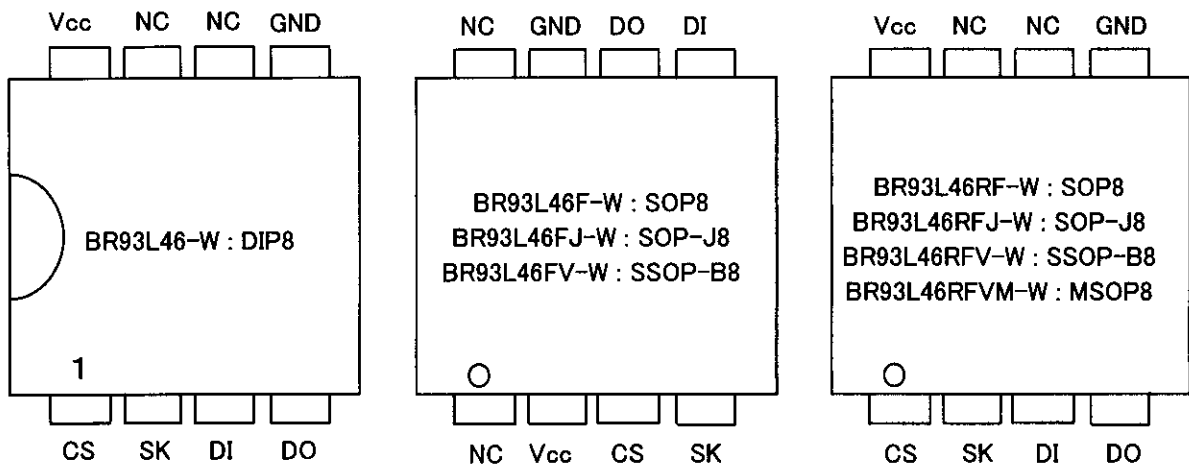 Vcc NC NC GND
BR93L46-W : DIP8
1
CS SK DI DO
NC GND DO DI
BR93L46F-W : SOP8
BR93L46FJ-W : SOP-J8
BR93L46FV-W : SSOP-B8
NC Vcc CS SK
Vcc NC NC GND
BR93L46RF-W : SOP8
BR93L46RFJ-W : SOP-J8
BR93L46RFV-W : SSOP-B8
BR93L46RFVM-W : MSOP8
CS SK DI DO